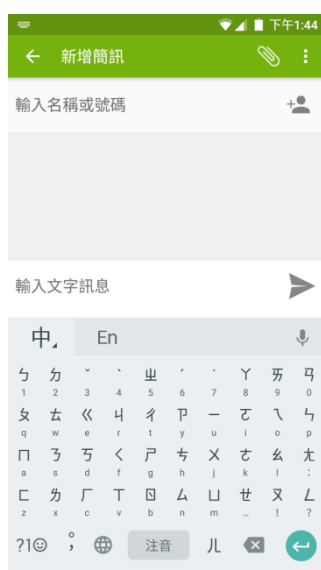 下午1:44
新增簡訊
輸入名稱或號碼
輸入文字訊息
中 En
ㄅ ㄉ ˇ ˋ ㄓ ˊ ˙ ㄚ ㄞ ㄢ
1 2 3 4 5 6 7 8 9 0
ㄆ ㄊ ㄍ ㄐ ㄔ ㄗ ㄧ ㄛ ㄟ ㄣ
q w e r t y u i o p
ㄇ ㄋ ㄎ ㄑ ㄕ ㄘ ㄨ ㄜ ㄠ ㄤ
a s d f g h j k l :
ㄈ ㄌ ㄏ ㄒ ㄖ ㄙ ㄩ ㄝ ㄡ ㄥ
z x c v b n m … ! ?
?1☺ °, 注音 ㄦ